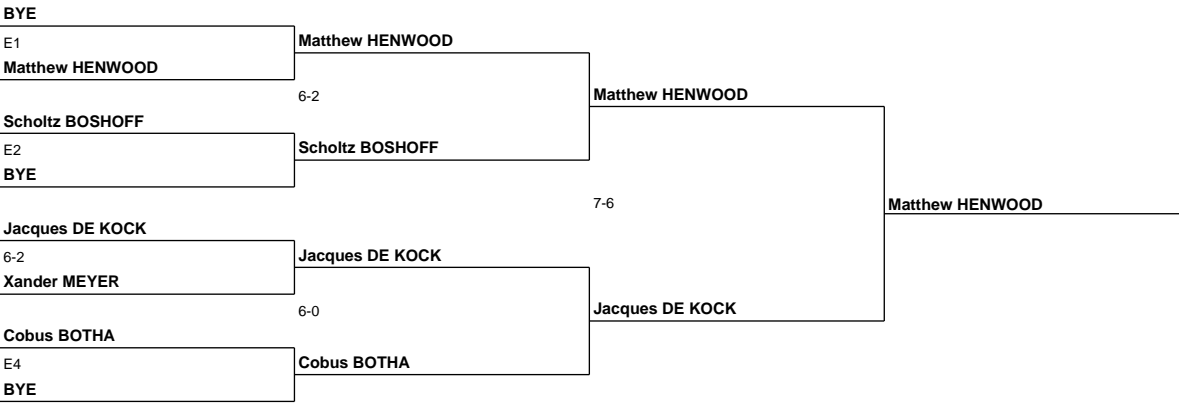 BYE
E1
Matthew HENWOOD
Matthew HENWOOD
6-2
Matthew HENWOOD
Scholtz BOSHOFF
E2
BYE
Scholtz BOSHOFF
7-6
Matthew HENWOOD
Jacques DE KOCK
6-2
Xander MEYER
Jacques DE KOCK
6-0
Jacques DE KOCK
Cobus BOTHA
E4
BYE
Cobus BOTHA